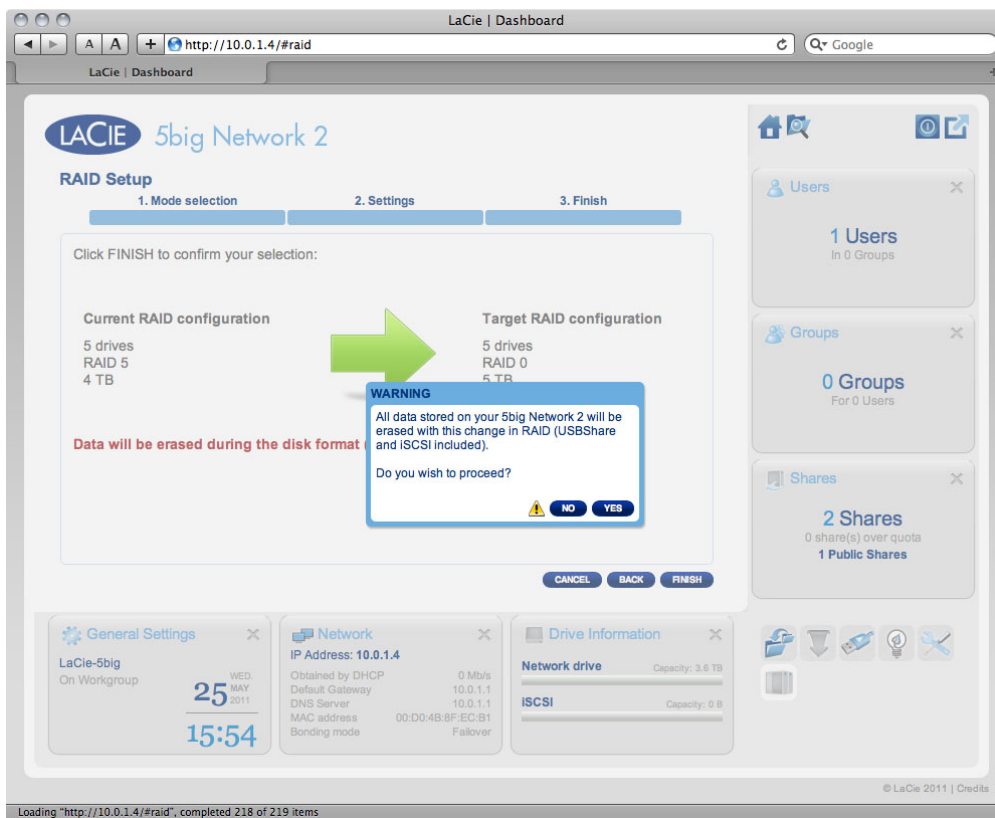 LaCie | Dashboard
A A + http://10.0.1.4/#raid
Google
LaCie | Dashboard
LACIE 5big Network 2
RAID Setup
1. Mode selection 2. Settings 3. Finish
Click FINISH to confirm your selection:
Current RAID configuration
5 drives
RAID 5
4 TB
Target RAID configuration
5 drives
RAID 0
5 TB
Data will be erased during the disk format
WARNING
All data stored on your 5big Network 2 will be
erased with this change in RAID (USBShare
and iSCSI included).
Do you wish to proceed?
NO YES
CANCEL BACK FINISH
Users
1 Users
In 0 Groups
Groups
0 Groups
For 0 Users
Shares
2 Shares
0 share(s) over quota
1 Public Shares
General Settings
LaCie-5big
On Workgroup
WED.
25 MAY
2011
15:54
Network
IP Address: 10.0.1.4
Obtained by DHCP 0 Mb/s
Default Gateway 10.0.1.1
DNS Server 10.0.1.1
MAC address 00:D0:4B:8F:EC:B1
Bonding mode Failover
Drive Information
Network drive Capacity: 3.6 TB
iSCSI Capacity: 0 B
© LaCie 2011 | Credits
Loading "http://10.0.1.4/#raid", completed 218 of 219 items